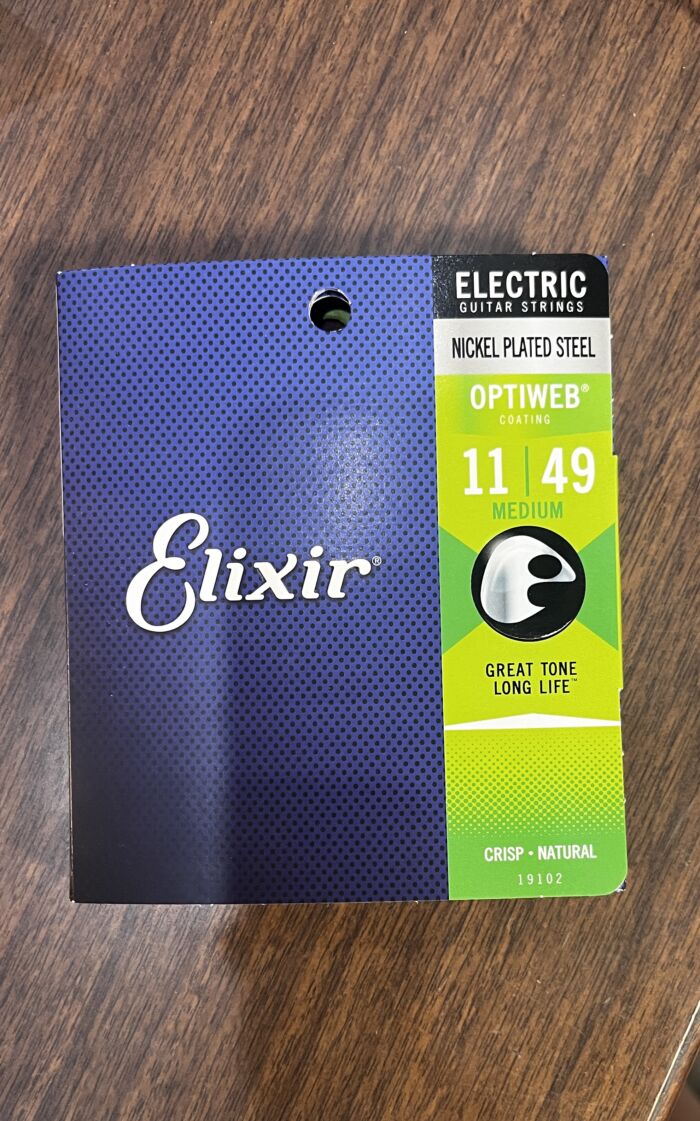 Elixir®
ELECTRIC
GUITAR STRINGS
NICKEL PLATED STEEL
OPTIWEB®
COATING
11 | 49
MEDIUM
GREAT TONE
LONG LIFE™
CRISP • NATURAL
19102